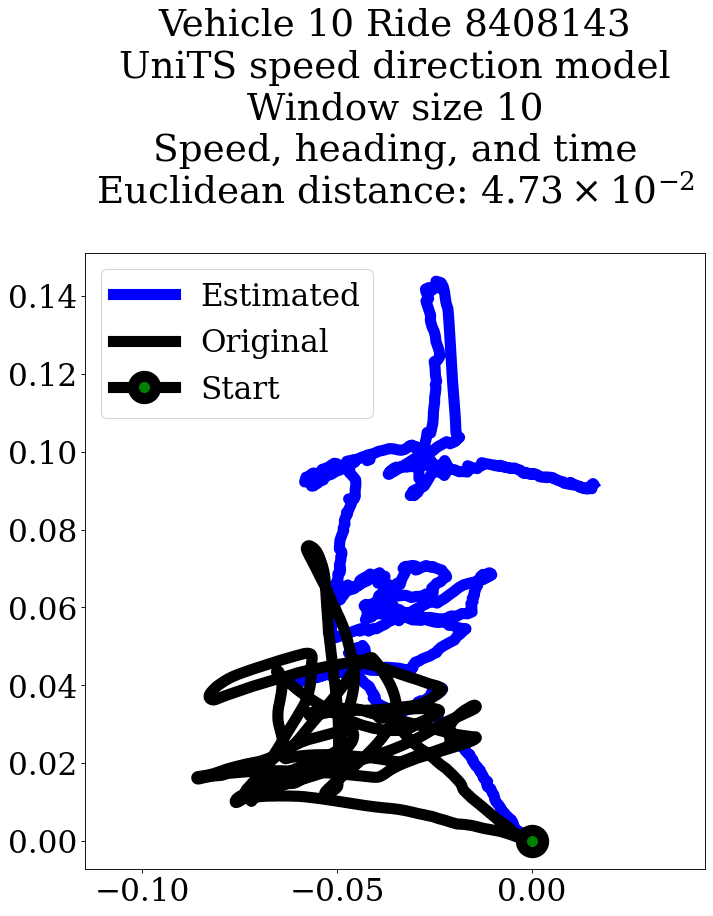 Vehicle 10 Ride 8408143
UniTS speed direction model
Window size 10
Speed, heading, and time
Euclidean distance: 4.73 × 10⁻²
Estimated
Original
Start
0.14
0.12
0.10
0.08
0.06
0.04
0.02
0.00
−0.10 −0.05 0.00